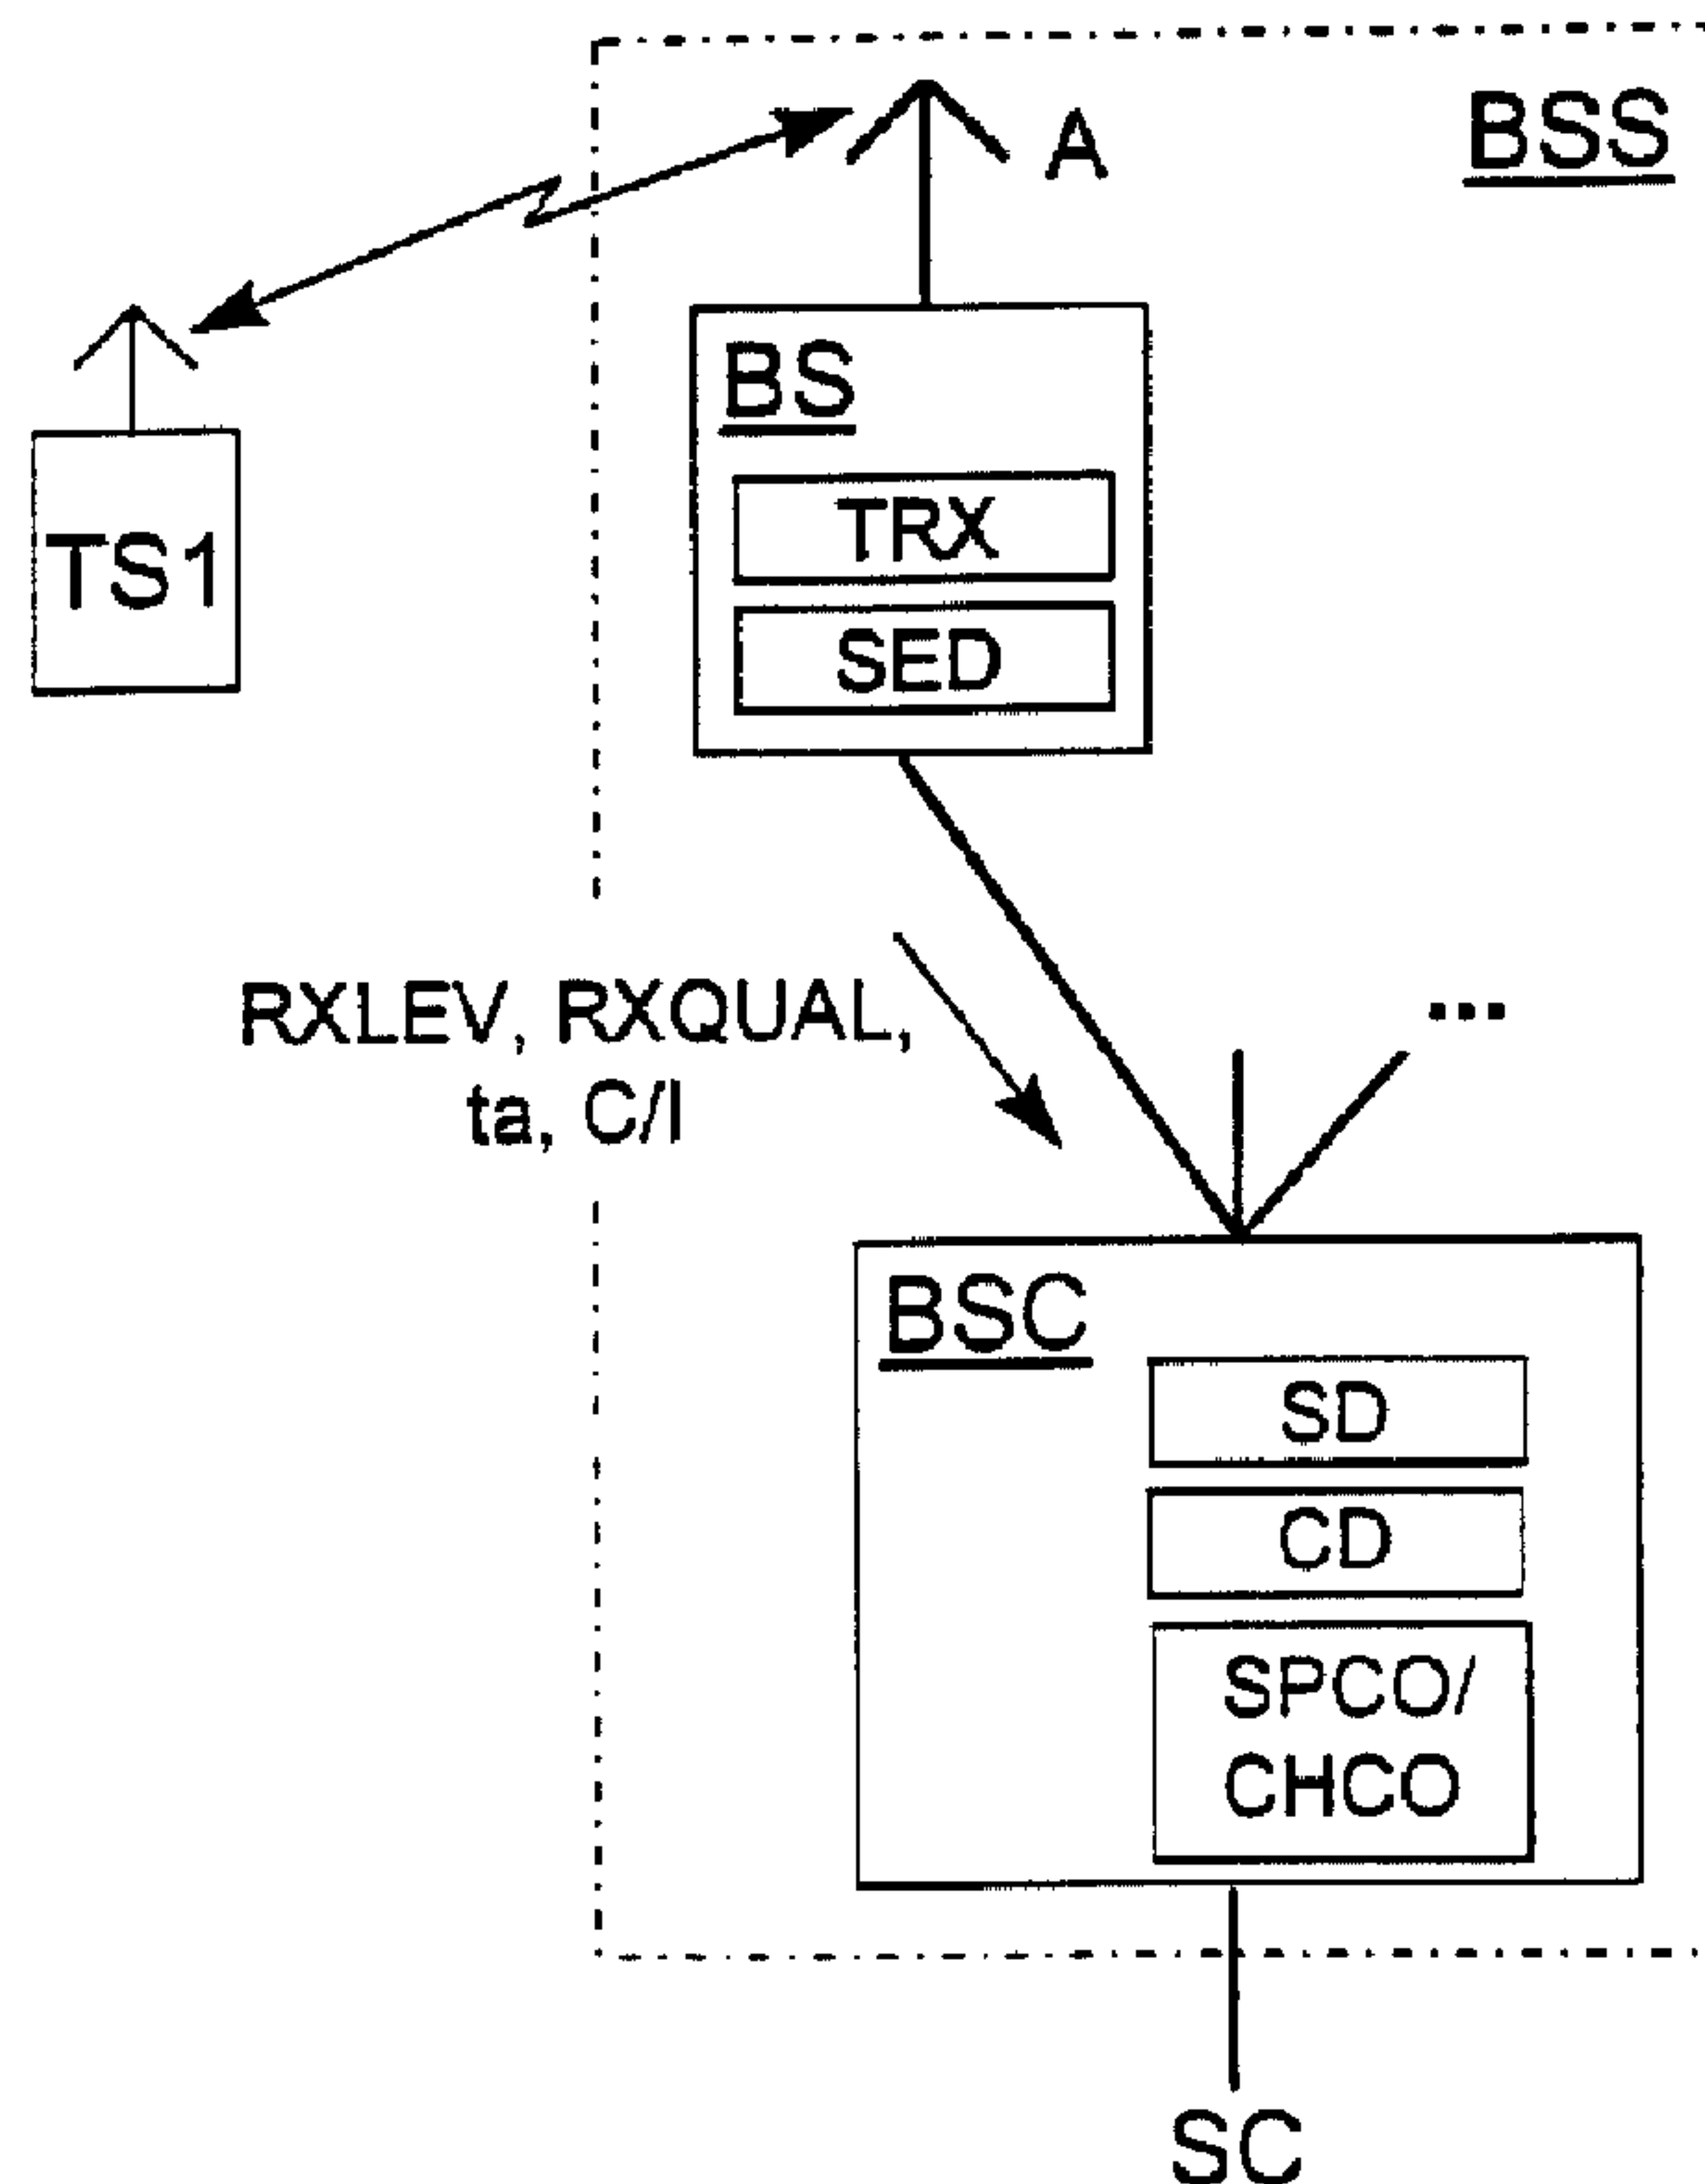 BSS
A
BS
TRX
SED
TS1
RXLEV, RXQUAL,
ta, C/I
...
BSC
SD
CD
SPCO/
CHCO
SC